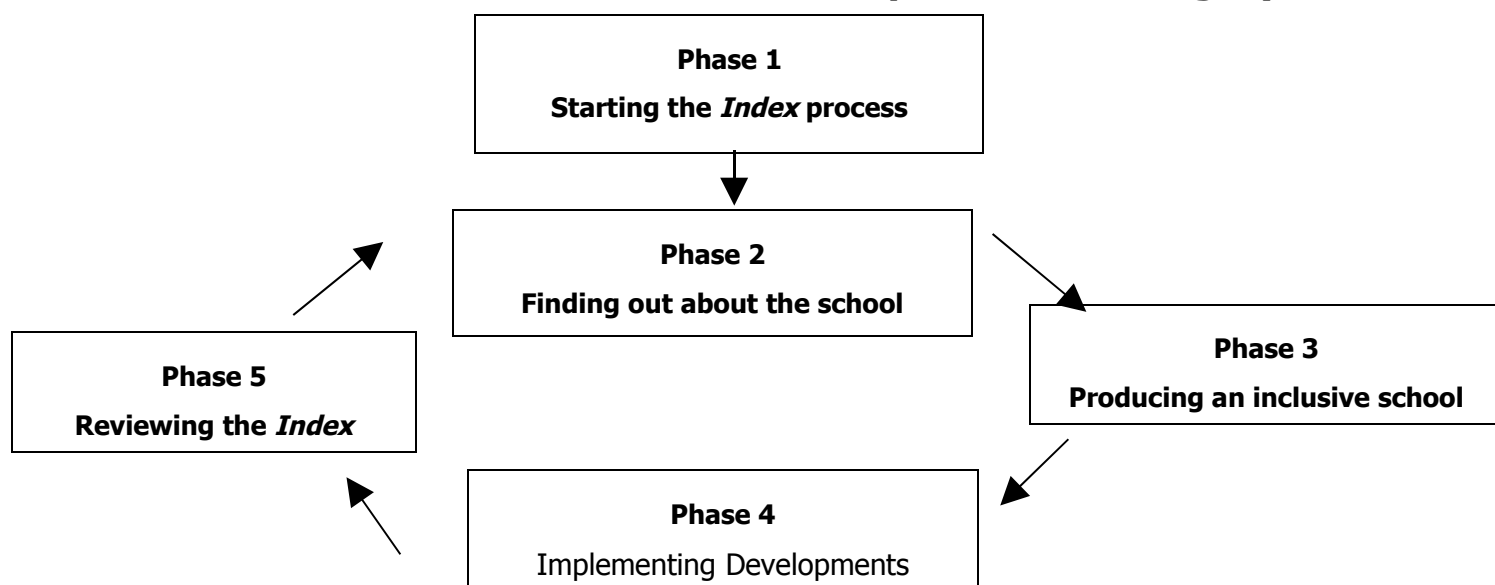 Phase 1
Starting the Index process
Phase 2
Finding out about the school
Phase 3
Producing an inclusive school
Phase 5
Reviewing the Index
Phase 4
Implementing Developments